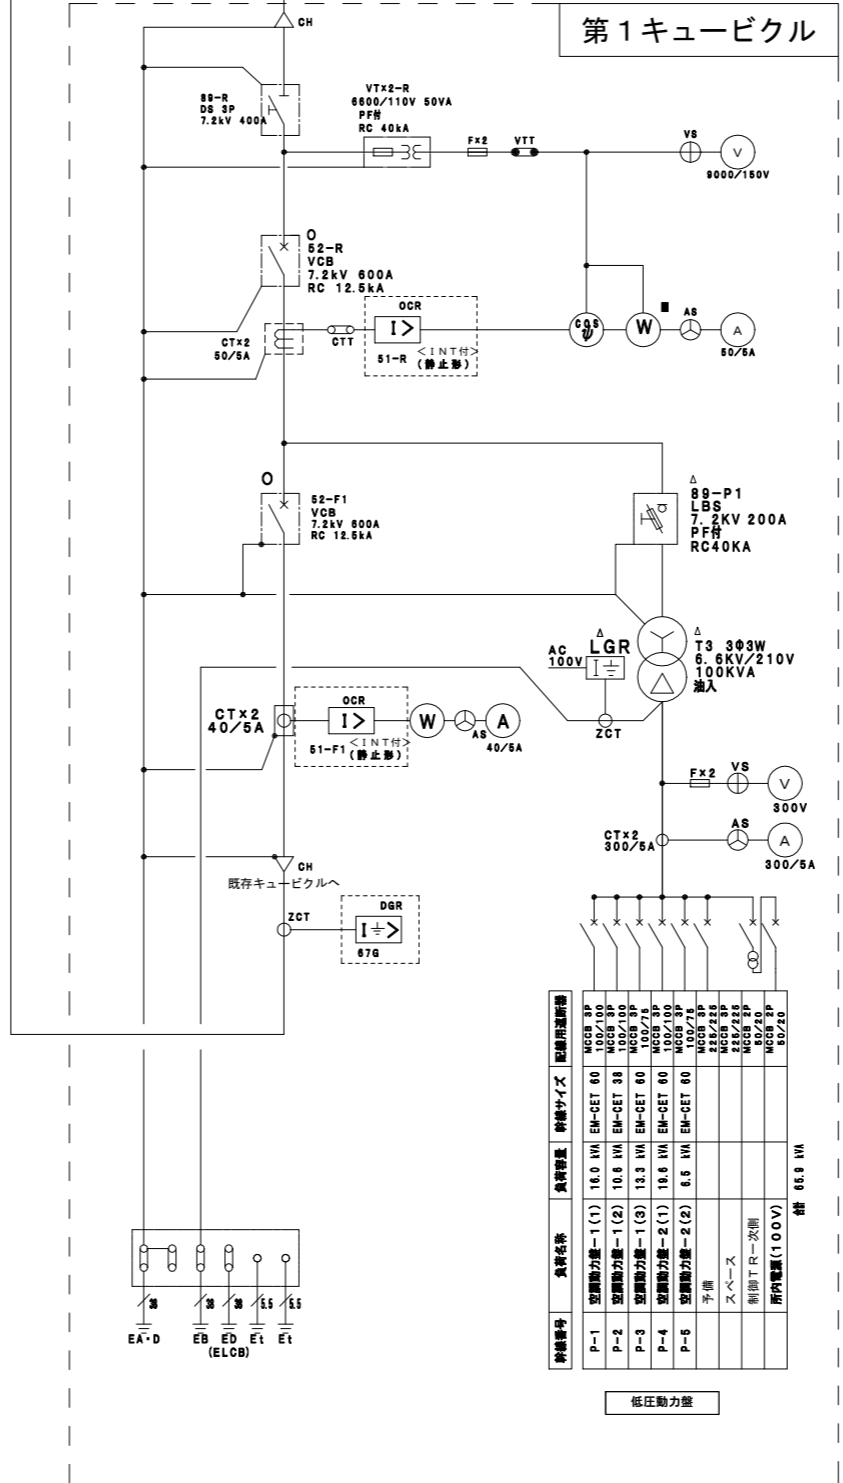 第1キュービクル
CH
89-R
DS 3P
7.2kV 400A
VT×2-R
6600/110V 50VA
PF付
RC 40kA
F×2
VTT
VS
V
9000/150V
O
52-R
VCB
7.2kV 600A
RC 12.5kA
CT×2
50/5A
CTT
OCR
I>
51-R
<INT付>
(静止形)
COS
φ
W
AS
A
50/5A
O
52-F1
VCB
7.2kV 600A
RC 12.5kA
Δ
89-P1
LBS
7.2KV 200A
PF付
RC40KA
Δ
T3 3Φ3W
6.6KV/210V
100KVA
油入
AC
100V
Δ
LGR
I
ZCT
CT×2
40/5A
OCR
I>
51-F1
<INT付>
(静止形)
W
AS
A
40/5A
F×2
VS
V
300V
CT×2
300/5A
AS
A
300/5A
CH
既存キュービクルへ
ZCT
DGR
I>
67G
幹線番号 負荷名称 負荷容量 幹線サイズ 配線用遮断器
P-1 空調動力盤-1(1) 16.0 kVA EM-CET 60 MCCB 3P 100/100
P-2 空調動力盤-1(2) 10.6 kVA EM-CET 38 MCCB 3P 100/100
P-3 空調動力盤-1(3) 13.3 kVA EM-CET 60 MCCB 3P 100/75
P-4 空調動力盤-2(1) 19.6 kVA EM-CET 60 MCCB 3P 100/100
P-5 空調動力盤-2(2) 6.5 kVA EM-CET 60 MCCB 3P 100/75
予備 MCCB 3P 225/225
スペース MCCB 3P 225/225
制御TR一次側 MCCB 2P 50/20
所内電源(100V) MCCB 2P 50/20
合計 65.9 kVA
低圧動力盤
38
38
38
5.5
5.5
EA・D
EB
ED
(ELCB)
Et
Et